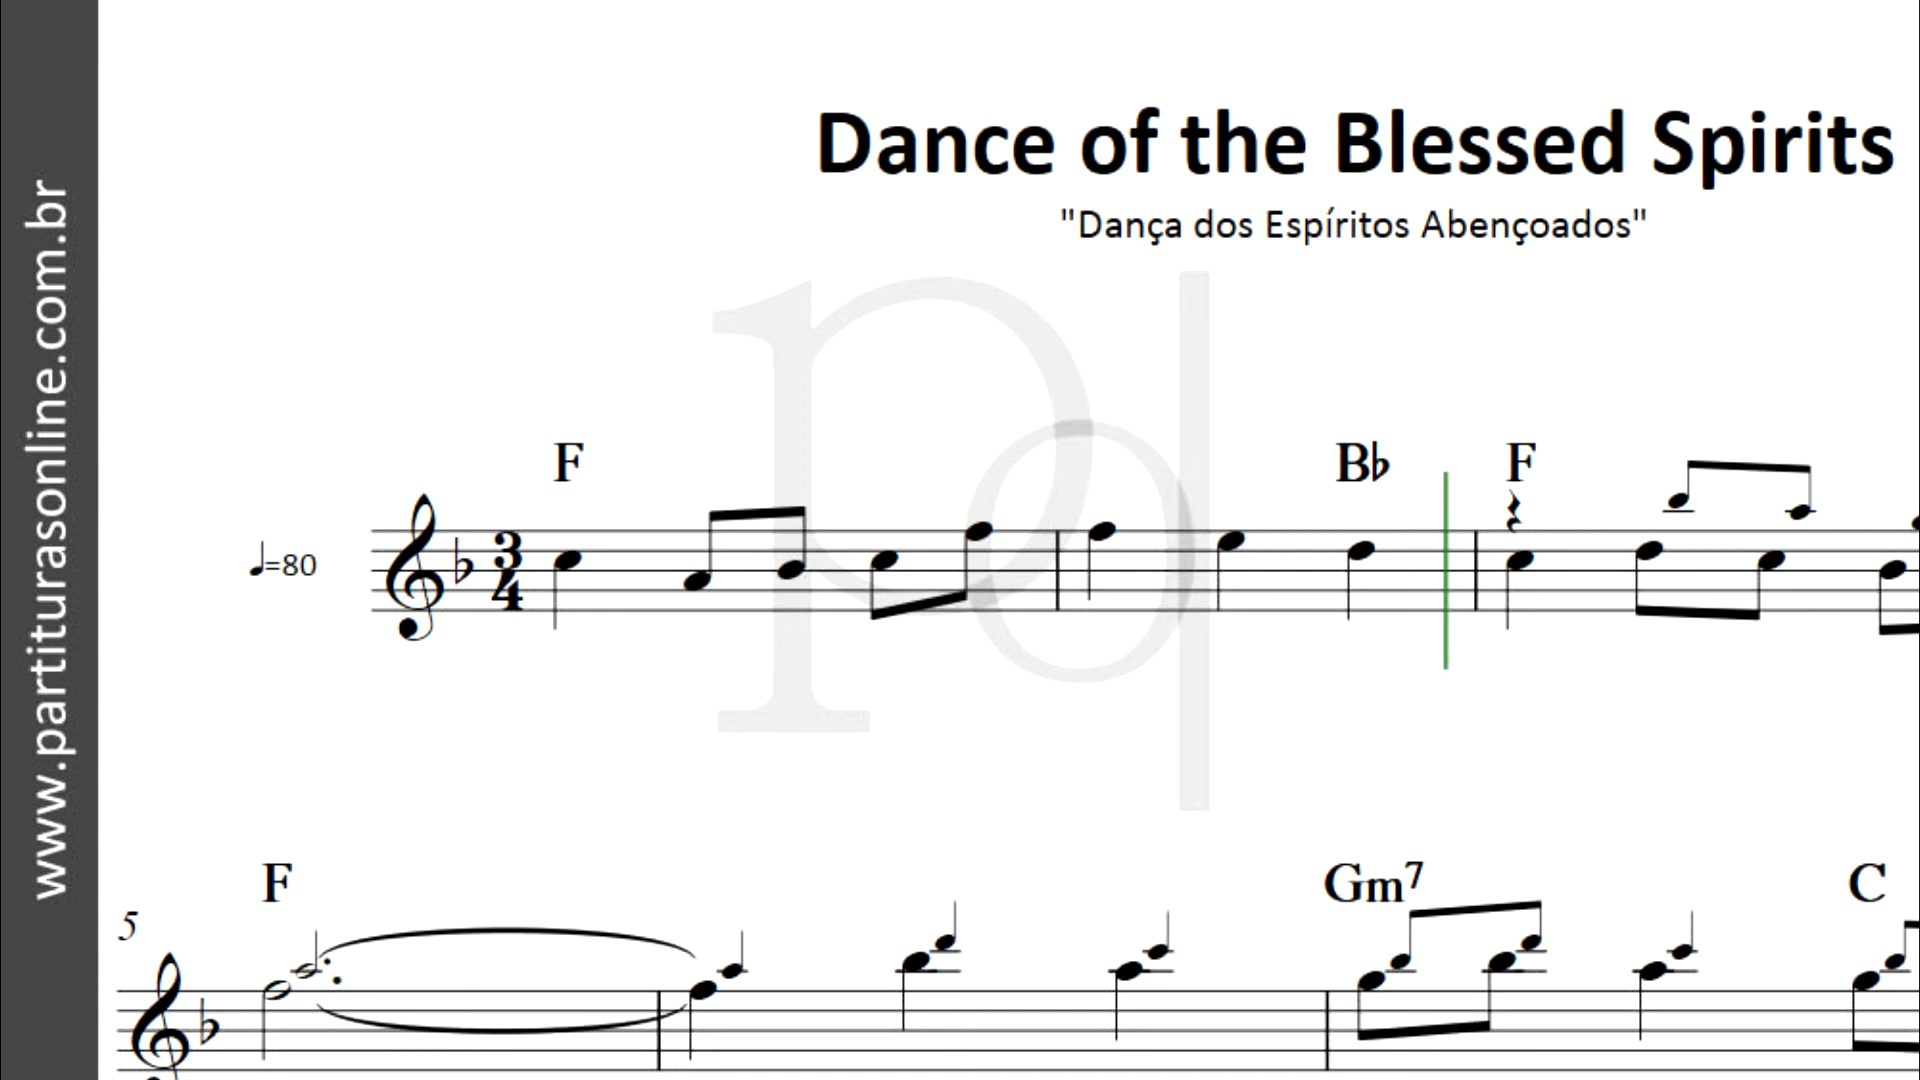 www.partiturasonline.com.br
Dance of the Blessed Spirits
"Dança dos Espíritos Abençoados"
F B♭ F
♩=80
3
4
F Gm7 C
5